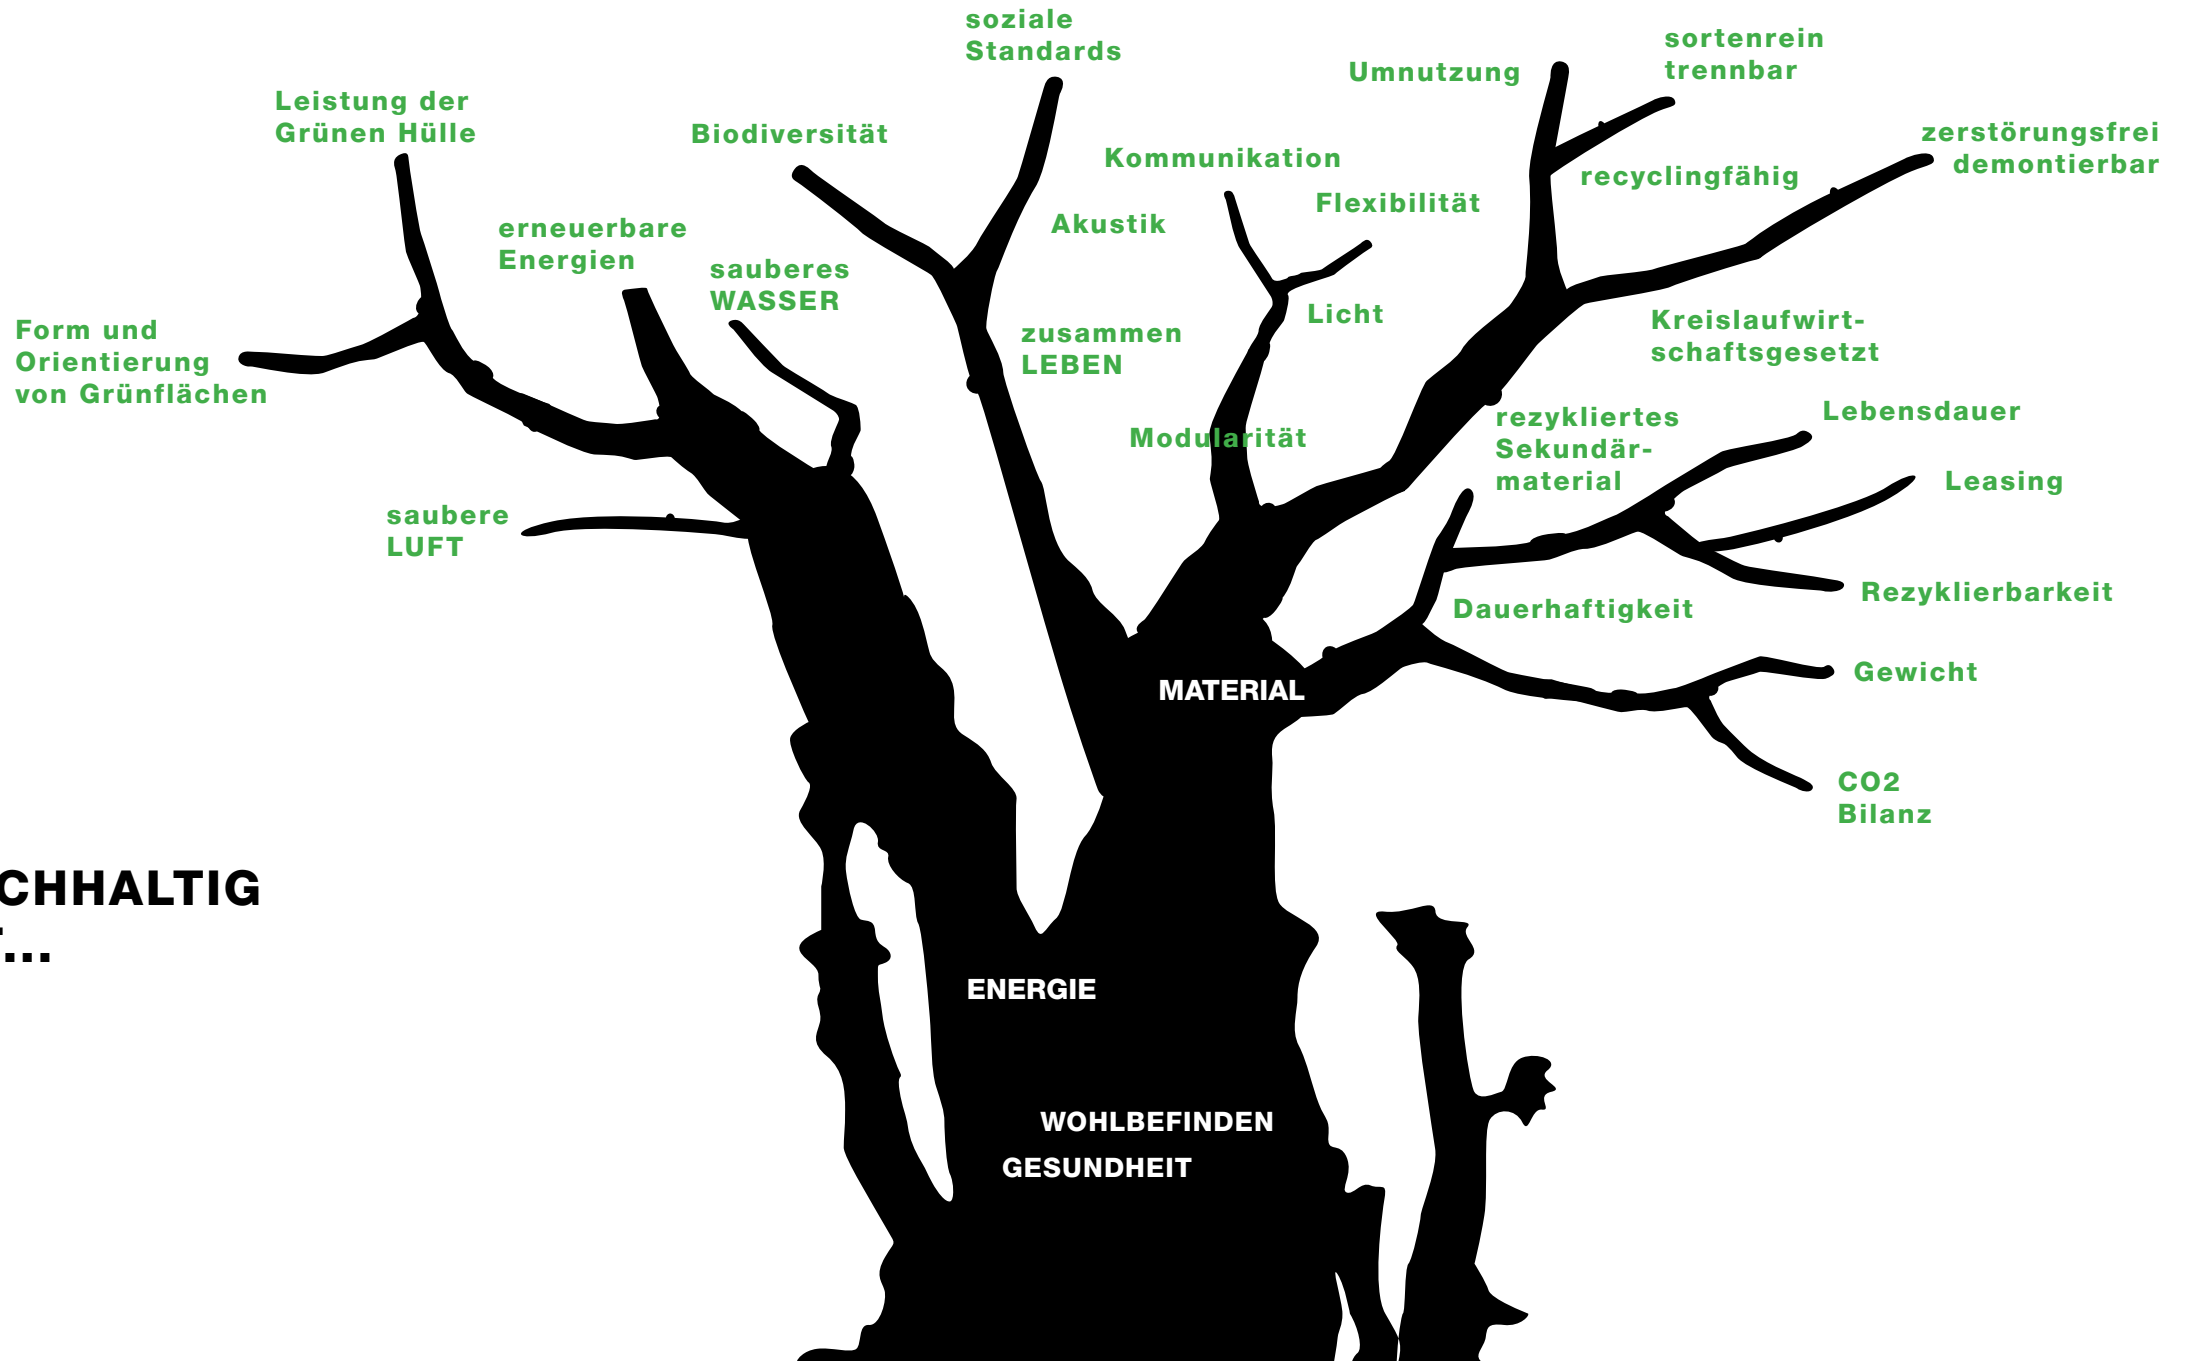 soziale
Standards
sortenrein
trennbar
Umnutzung
Leistung der
Grünen Hülle
Biodiversität
zerstörungsfrei
demontierbar
Kommunikation
recyclingfähig
Flexibilität
Akustik
erneuerbare
Energien
sauberes
WASSER
Licht
Form und
Orientierung
von Grünflächen
zusammen
LEBEN
Kreislaufwirt-
schaftsgesetzt
Lebensdauer
rezykliertes
Sekundär-
material
Modularität
Leasing
saubere
LUFT
Rezyklierbarkeit
Dauerhaftigkeit
Gewicht
MATERIAL
CO2
Bilanz
CHHALTIG
...
ENERGIE
WOHLBEFINDEN
GESUNDHEIT